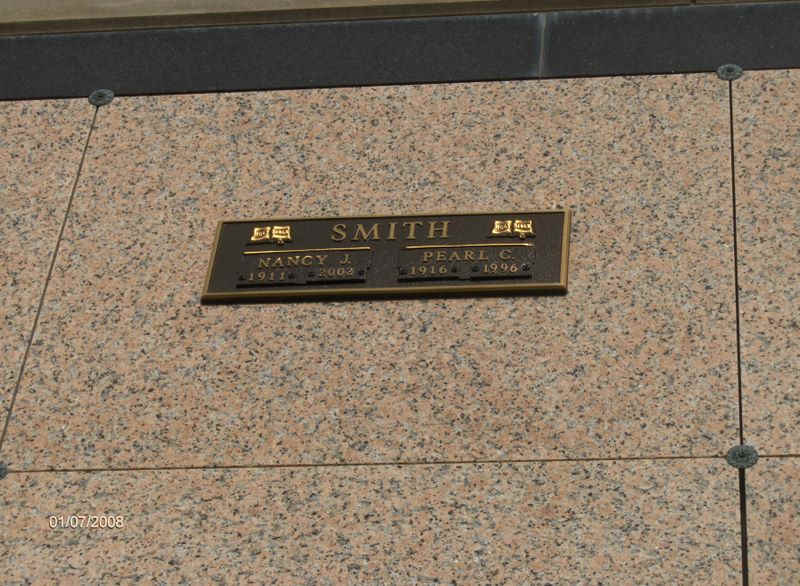 SMITH
NANCY J.
1911 2002
PEARL C.
1916 1996
01/07/2008